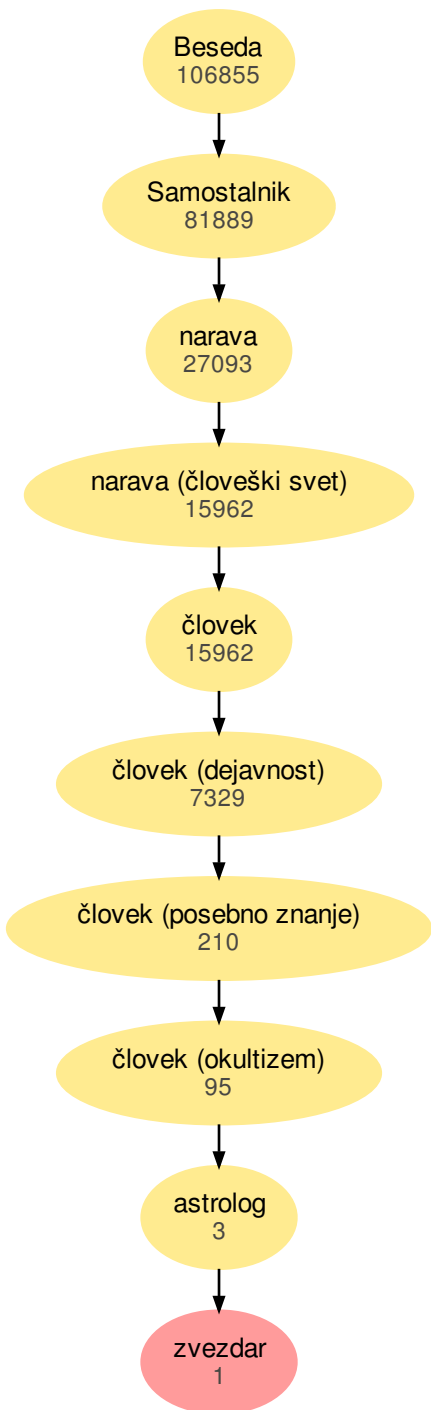 Beseda
106855
Samostalnik
81889
narava
27093
narava (človeški svet)
15962
človek
15962
človek (dejavnost)
7329
človek (posebno znanje)
210
človek (okultizem)
95
astrolog
3
zvezdar
1